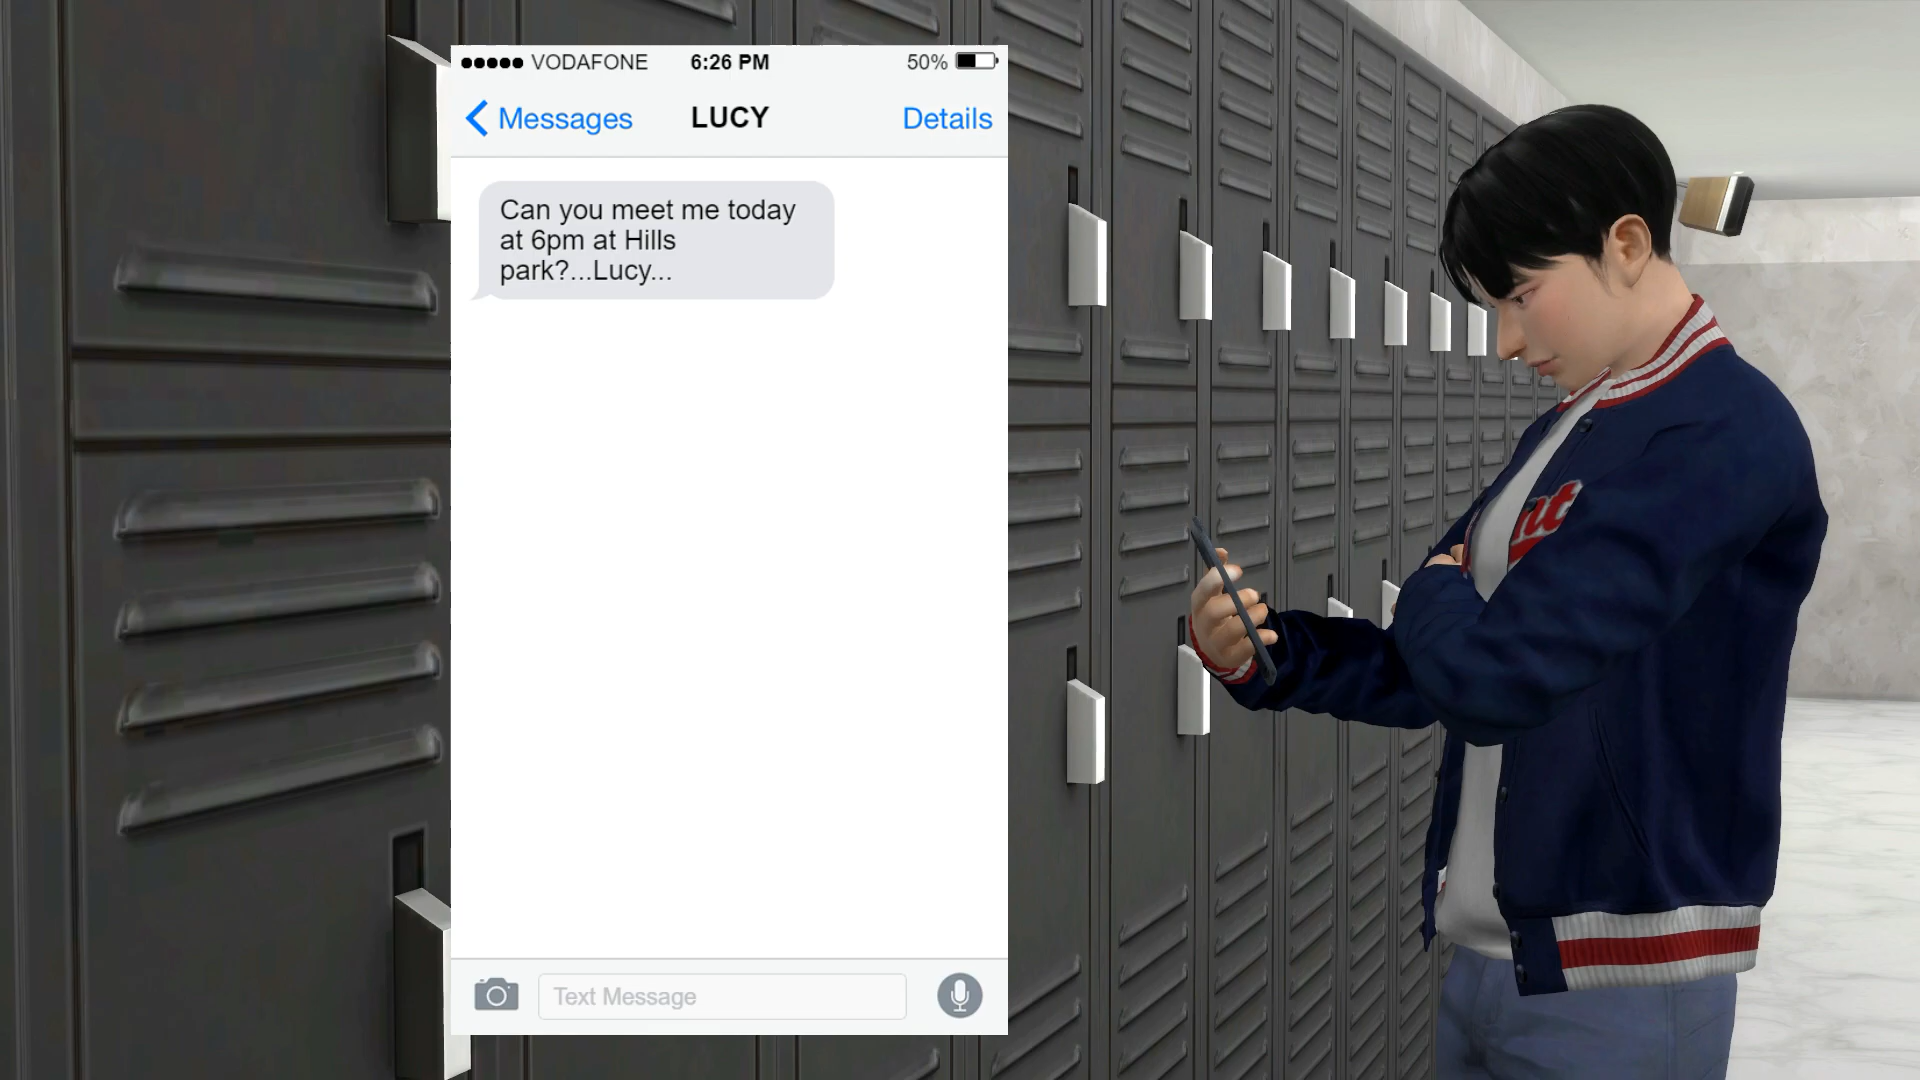 VODAFONE 6:26 PM 50%
Messages LUCY Details
Can you meet me today
at 6pm at Hills
park?...Lucy...
Text Message